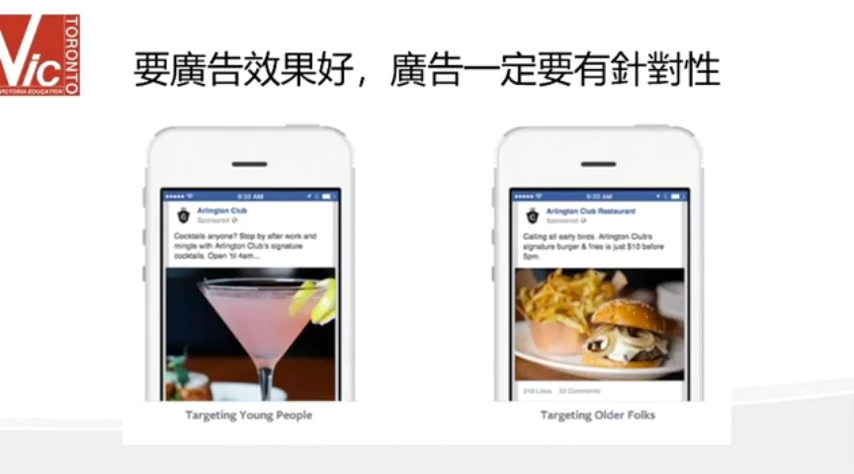 Vic
TORONTO
VICTORIA EDUCATION
要廣告效果好，廣告一定要有針對性
9:33 AM
Arlington Club
Sponsored
Cocktails anyone? Stop by after work and
mingle with Arlington Club's signature
cocktails. Open 'til 4am...
Targeting Young People
9:33 AM
Arlington Club Restaurant
Sponsored
Calling all early birds. Arlington Club's
signature burger & fries is just $10 before
5pm.
Comments
Likes
Targeting Older Folks